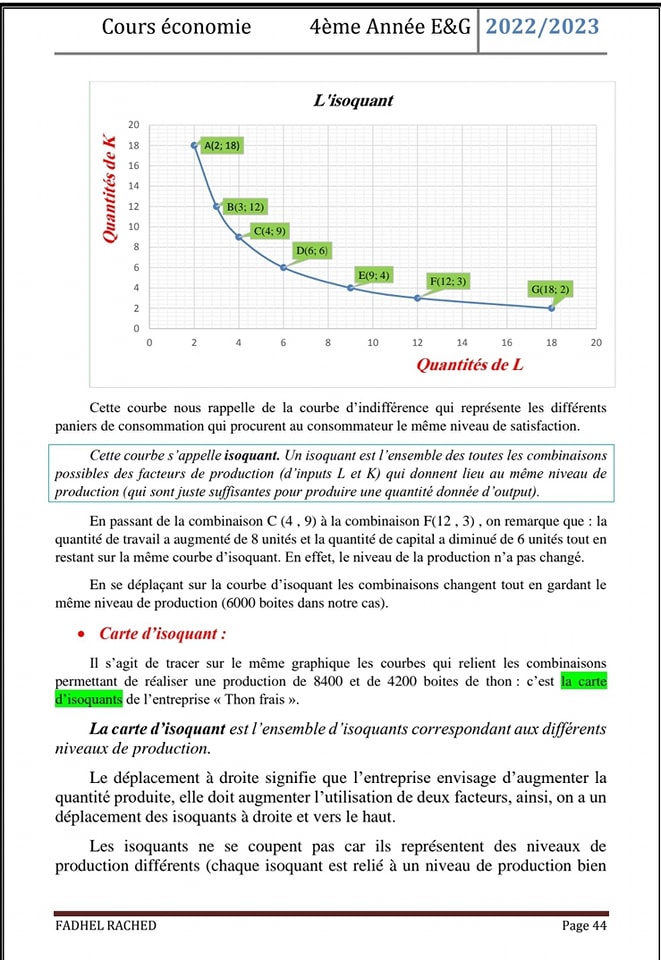 Cours économie 4ème Année E&G 2022/2023
L'isoquant
Quantités de K
20
18
16
14
12
10
8
6
4
2
0
A(2; 18)
B(3; 12)
C(4; 9)
D(6; 6)
E(9; 4)
F(12; 3)
G(18; 2)
0 2 4 6 8 10 12 14 16 18 20
Quantités de L
Cette courbe nous rappelle de la courbe d'indifférence qui représente les différents
paniers de consommation qui procurent au consommateur le même niveau de satisfaction.
Cette courbe s'appelle isoquant. Un isoquant est l'ensemble des toutes les combinaisons
possibles des facteurs de production (d'inputs L et K) qui donnent lieu au même niveau de
production (qui sont juste suffisantes pour produire une quantité donnée d'output).
En passant de la combinaison C (4 , 9) à la combinaison F(12 , 3) , on remarque que : la
quantité de travail a augmenté de 8 unités et la quantité de capital a diminué de 6 unités tout en
restant sur la même courbe d'isoquant. En effet, le niveau de la production n'a pas changé.
En se déplaçant sur la courbe d'isoquant les combinaisons changent tout en gardant le
même niveau de production (6000 boites dans notre cas).
• Carte d'isoquant :
Il s'agit de tracer sur le même graphique les courbes qui relient les combinaisons
permettant de réaliser une production de 8400 et de 4200 boites de thon : c'est la carte
d'isoquants de l'entreprise « Thon frais ».
La carte d'isoquant est l'ensemble d'isoquants correspondant aux différents
niveaux de production.
Le déplacement à droite signifie que l'entreprise envisage d'augmenter la
quantité produite, elle doit augmenter l'utilisation de deux facteurs, ainsi, on a un
déplacement des isoquants à droite et vers le haut.
Les isoquants ne se coupent pas car ils représentent des niveaux de
production différents (chaque isoquant est relié à un niveau de production bien
FADHEL RACHED Page 44